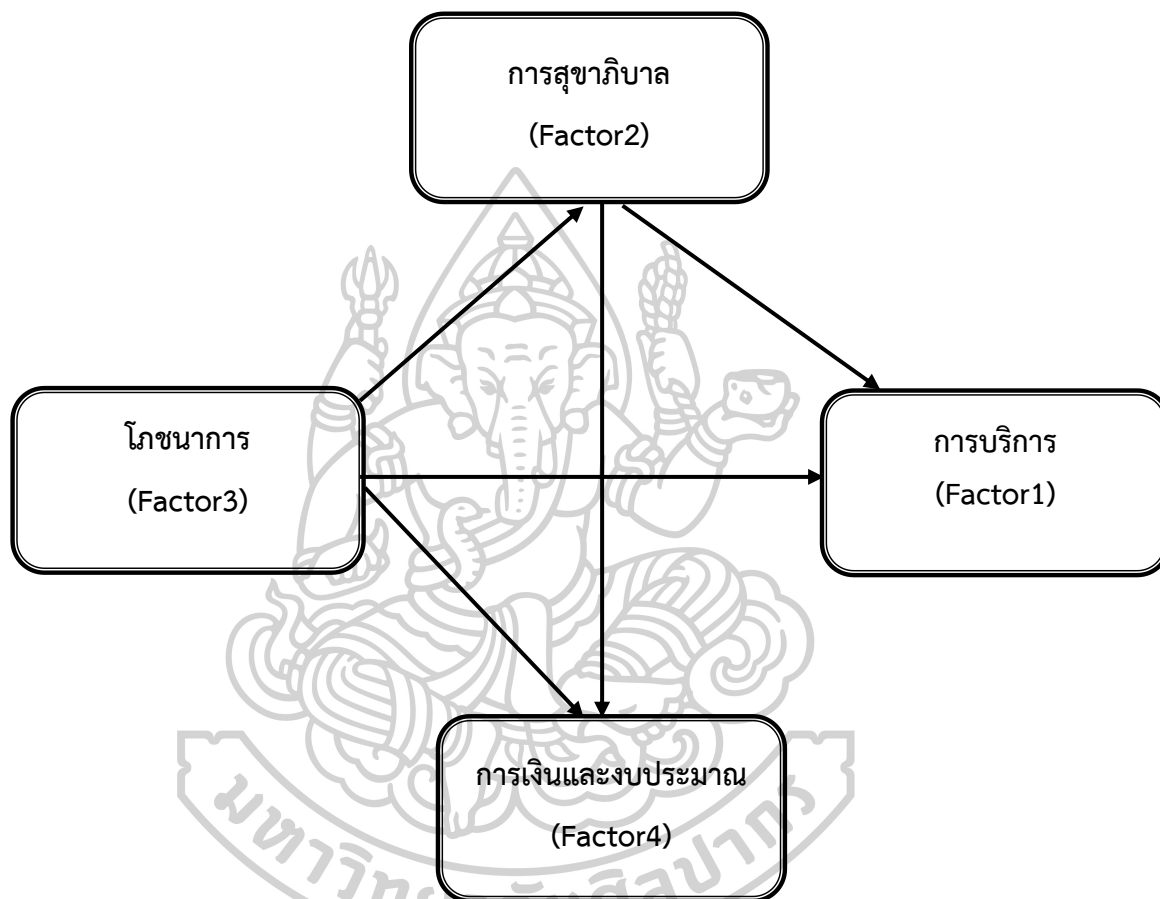 การสุขาภิบาล
(Factor2)
โภชนาการ
(Factor3)
การบริการ
(Factor1)
การเงินและงบประมาณ
(Factor4)